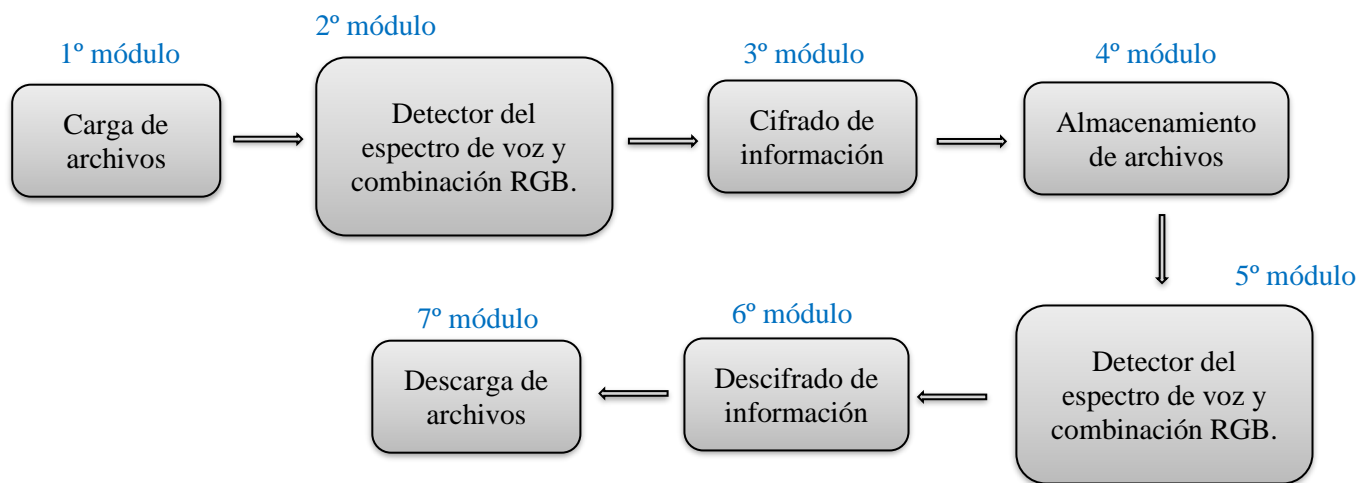 1º módulo
Carga de
archivos
2º módulo
Detector del
espectro de voz y
combinación RGB.
3º módulo
Cifrado de
información
4º módulo
Almacenamiento
de archivos
5º módulo
Detector del
espectro de voz y
combinación RGB.
6º módulo
Descifrado de
información
7º módulo
Descarga de
archivos